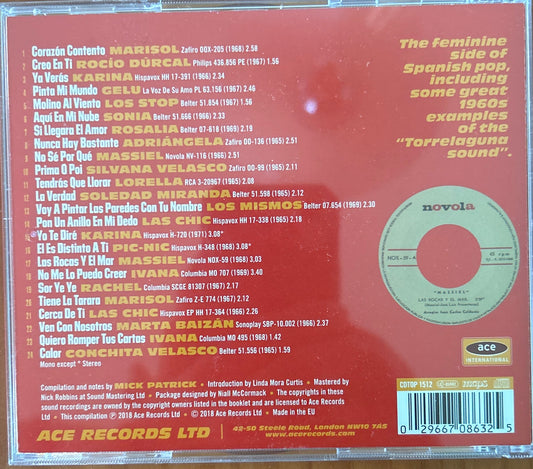 1 Corazón Contento MARISOL Zafiro OOX-205 (1968) 2.58
2 Creo En Ti ROCÍO DÚRCAL Philips 436.856 PE (1967) 1.56
3 Ya Verás KARINA Hispavox HH 17-391 (1966) 2.34
4 Pinta Mi Mundo GELU La Voz De Su Amo PL 63.156 (1967) 2.46
5 Molino Al Viento LOS STOP Belter 51.854 (1967) 1.56
6 Aquí En Mi Nube SONIA Belter 51.666 (1966) 2.33
7 Si Llegara El Amor ROSALIA Belter 07-618 (1969) 2.19
8 Nunca Hay Bastante ADRIÁNGELA Zafiro OO-136 (1965) 2.51
9 No Sé Por Qué MASSIEL Novola NV-116 (1966) 2.51
10 Prima O Poi SILVANA VELASCO Zafiro OO-99 (1965) 2.11
11 Tendrás Que Llorar LORELLA RCA 3-20967 (1965) 2.08
12 La Verdad SOLEDAD MIRANDA Belter 51.598 (1965) 2.12
13 Voy A Pintar Las Paredes Con Tu Nombre LOS MISMOS Belter 07.654 (1969) 2.30
14 Pon Un Anillo En Mi Dedo LAS CHIC Hispavox HH 17-338 (1965) 2.18
15 Yo Te Diré KARINA Hispavox H-720 (1971) 3.08*
16 El Es Distinto A Ti PIC-NIC Hispavox H-348 (1968) 3.08*
17 Las Rocas Y El Mar MASSIEL Novola NOX-59 (1968) 3.03
18 No Me Lo Puedo Creer IVANA Columbia MO 707 (1969) 3.40
19 Sor Ye Ye RACHEL Columbia SCGE 81307 (1967) 2.17
20 Tiene La Tarara MARISOL Zafiro Z-E 774 (1967) 2.16
21 Cerca De Ti LAS CHIC Hispavox EP HH 17-364 (1966) 2.26
22 Ven Con Nosotros MARTA BAIZÁN Sonoplay SBP-10.002 (1966) 2.37
23 Quiero Romper Tus Cartas IVANA Columbia MO 495 (1968) 1.42
24 Color CONCHITA VELASCO Belter 51.556 (1965) 1.59
Mono except * Stereo
The feminine
side of
Spanish pop,
including
some great
1960s
examples
of the
"Torrelaguna
sound".
novola
NOX-59-A
45 rpm
"MASSIEL"
LAS ROCAS Y EL MAR
ace
INTERNATIONAL
Compilation and notes by MICK PATRICK • Introduction by Linda Mora Curtis • Mastered by
Nick Robbins at Sound Mastering Ltd • Package designed by Niall McCormack • The copyright in these
sound recordings are owned by the copyright owners listed in the booklet and are licensed to Ace Records
Ltd • This compilation ℗ 2018 Ace Records Ltd © 2018 Ace Records Ltd • Made in the EU
ACE RECORDS LTD
42-50 Steele Road, London NW10 7AS
www.acerecords.com
CDTOP 1512
mcps
0 29667 08632 5